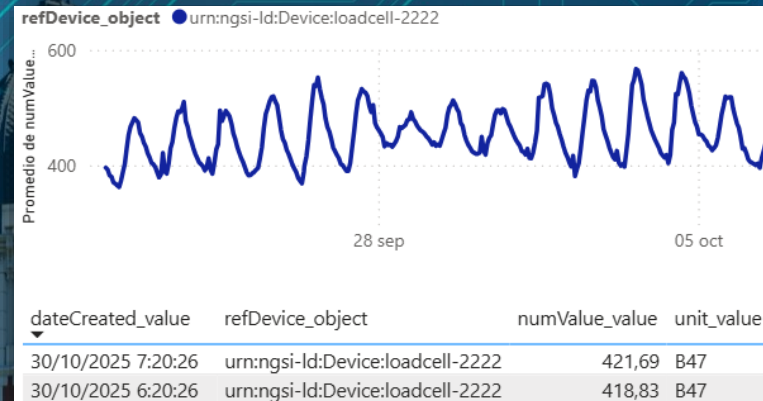 refDevice_object urn:ngsi-ld:Device:loadcell-2222
600
Promedio de numValue...
400
28 sep 05 oct
dateCreated_value refDevice_object numValue_value unit_value
30/10/2025 7:20:26 urn:ngsi-ld:Device:loadcell-2222 421,69 B47
30/10/2025 6:20:26 urn:ngsi-ld:Device:loadcell-2222 418,83 B47